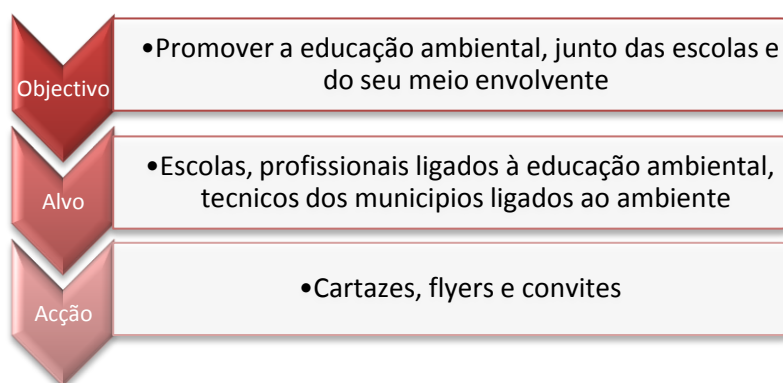 Objectivo
•Promover a educação ambiental, junto das escolas e
do seu meio envolvente
Alvo
•Escolas, profissionais ligados à educação ambiental,
tecnicos dos municipios ligados ao ambiente
Acção
•Cartazes, flyers e convites